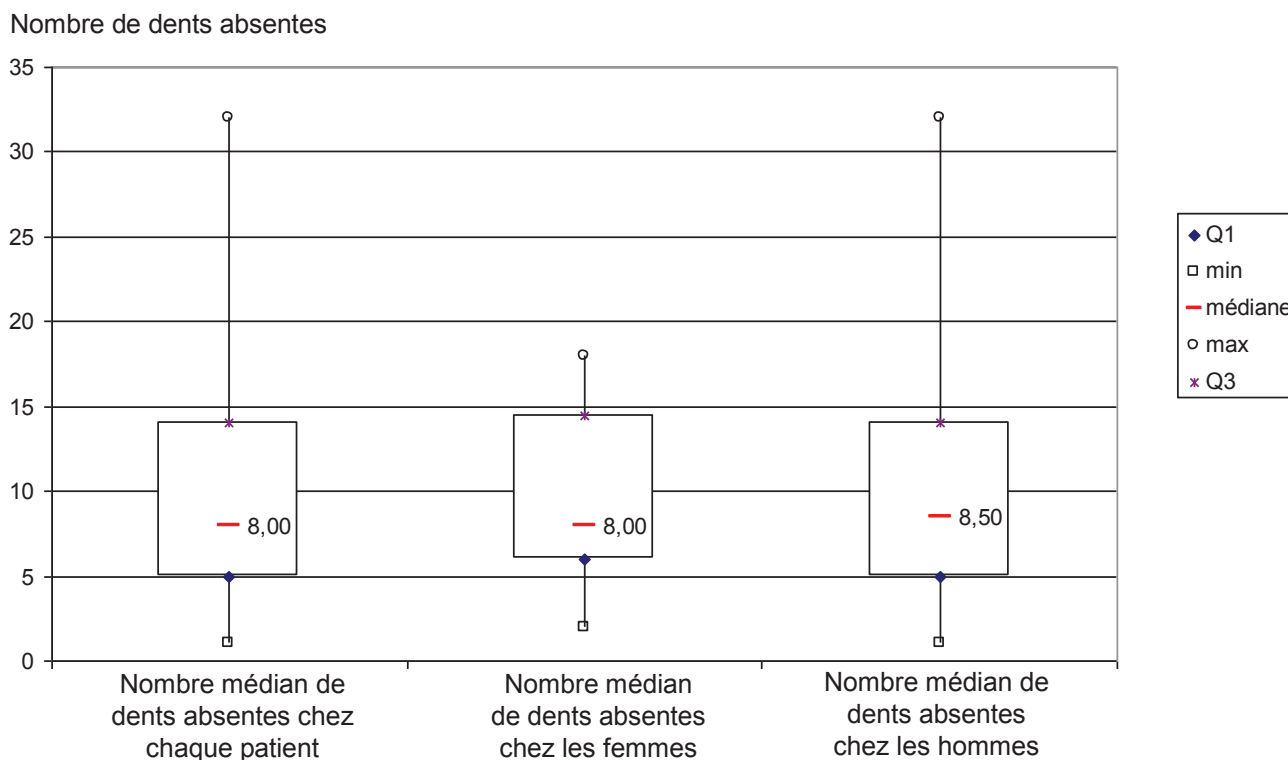 Nombre de dents absentes
35
30
25
20
15
10
5
0
8,00
8,00
8,50
Nombre médian de
dents absentes chez
chaque patient
Nombre médian
de dents absentes
chez les femmes
Nombre médian de
dents absentes
chez les hommes
Q1
min
médiane
max
Q3